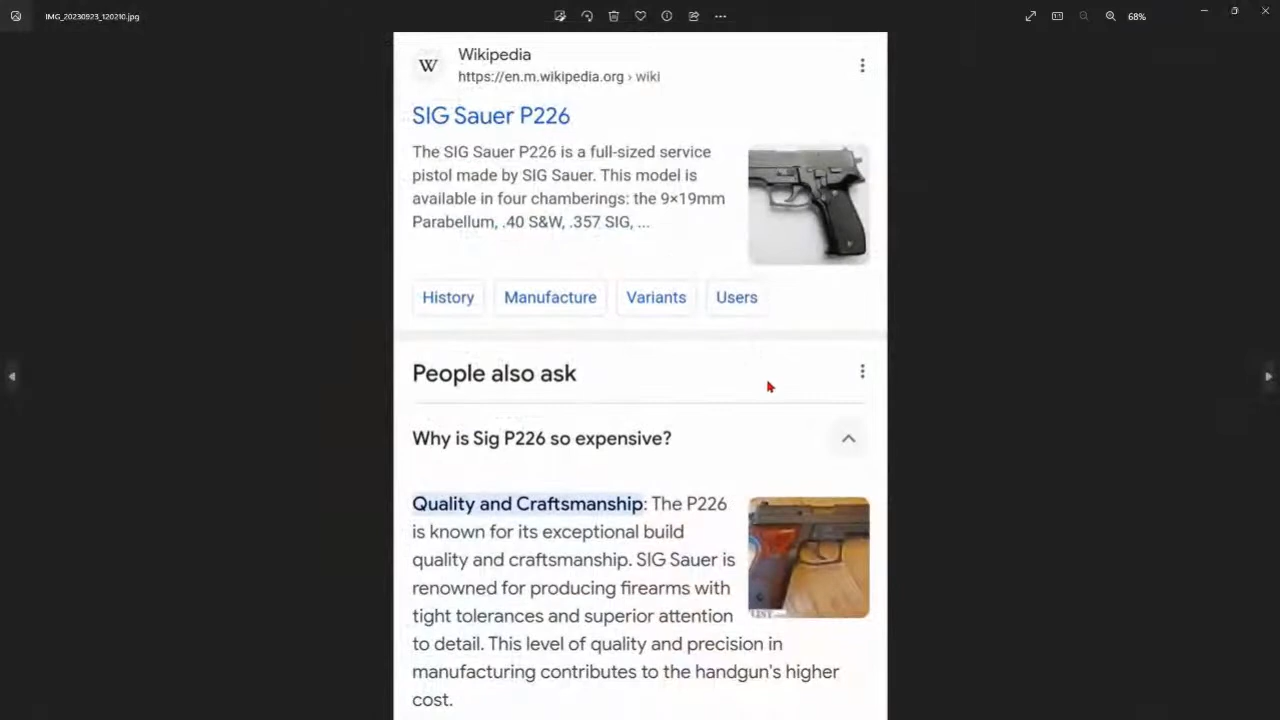 IMG_20230923_120210.jpg
68%
W
Wikipedia
https://en.m.wikipedia.org › wiki
SIG Sauer P226
The SIG Sauer P226 is a full-sized service
pistol made by SIG Sauer. This model is
available in four chamberings: the 9×19mm
Parabellum, .40 S&W, .357 SIG, ...
History Manufacture Variants Users
People also ask
Why is Sig P226 so expensive?
Quality and Craftsmanship: The P226
is known for its exceptional build
quality and craftsmanship. SIG Sauer is
renowned for producing firearms with
tight tolerances and superior attention
to detail. This level of quality and precision in
manufacturing contributes to the handgun's higher
cost.